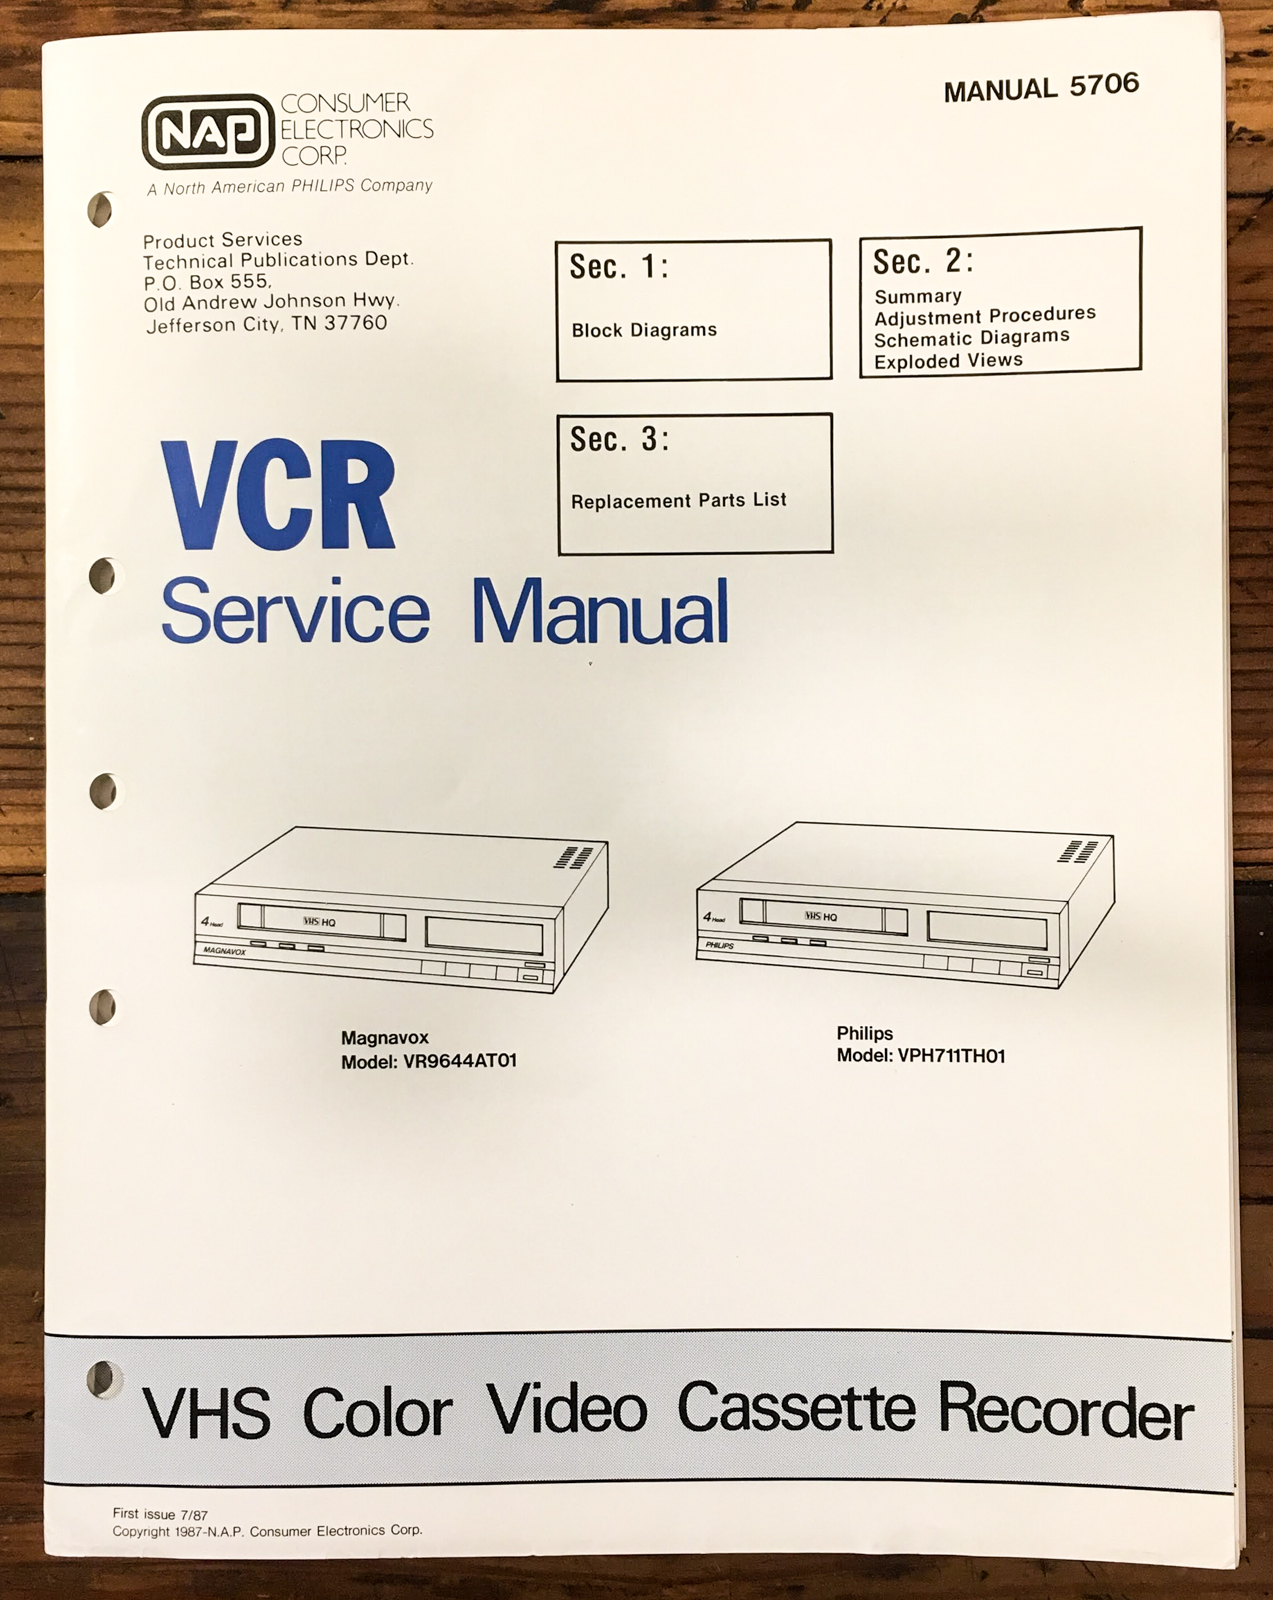 NAP
CONSUMER
ELECTRONICS
CORP.
A North American PHILIPS Company
MANUAL 5706
Product Services
Technical Publications Dept.
P.O. Box 555,
Old Andrew Johnson Hwy.
Jefferson City, TN 37760
Sec. 1:
Block Diagrams
Sec. 2:
Summary
Adjustment Procedures
Schematic Diagrams
Exploded Views
Sec. 3:
Replacement Parts List
VCR
Service Manual
4 Head
VHS HQ
MAGNAVOX
4 Head
VHS HQ
PHILIPS
Magnavox
Model: VR9644AT01
Philips
Model: VPH711TH01
VHS Color Video Cassette Recorder
First issue 7/87
Copyright 1987-N.A.P. Consumer Electronics Corp.